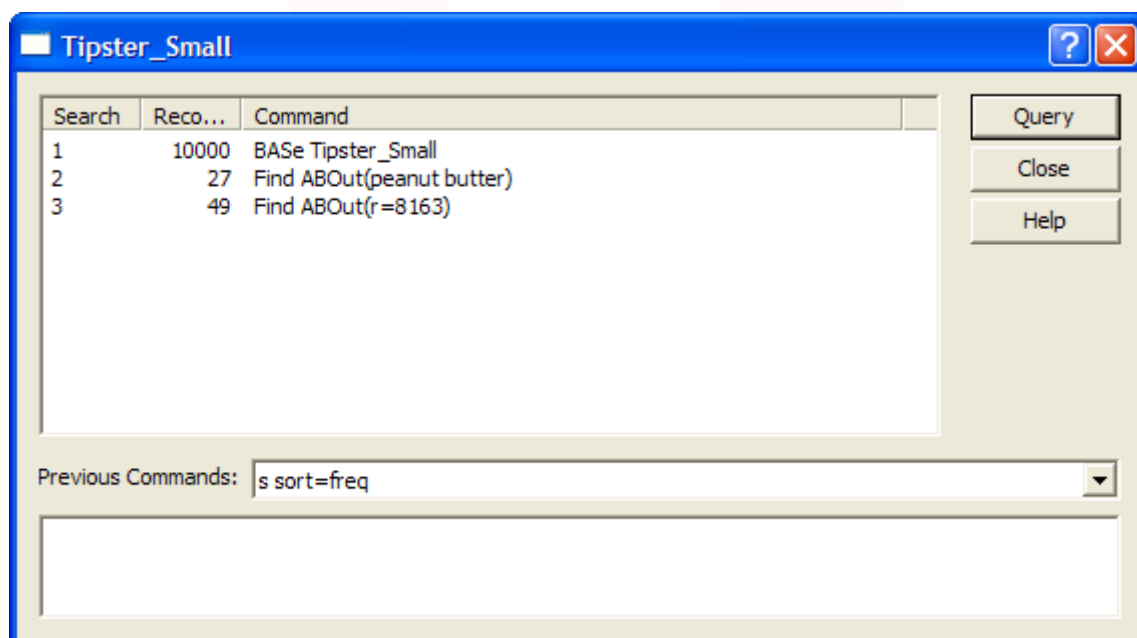 Tipster_Small
Search Reco... Command
1 10000 BASe Tipster_Small
2 27 Find ABOut(peanut butter)
3 49 Find ABOut(r=8163)
Query
Close
Help
Previous Commands: s sort=freq